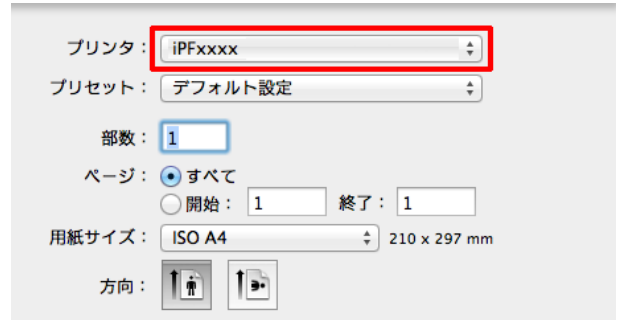 プリンタ： iPFxxxx
プリセット： デフォルト設定
部数： 1
ページ： すべて
開始： 1 終了： 1
用紙サイズ： ISO A4 210 x 297 mm
方向：